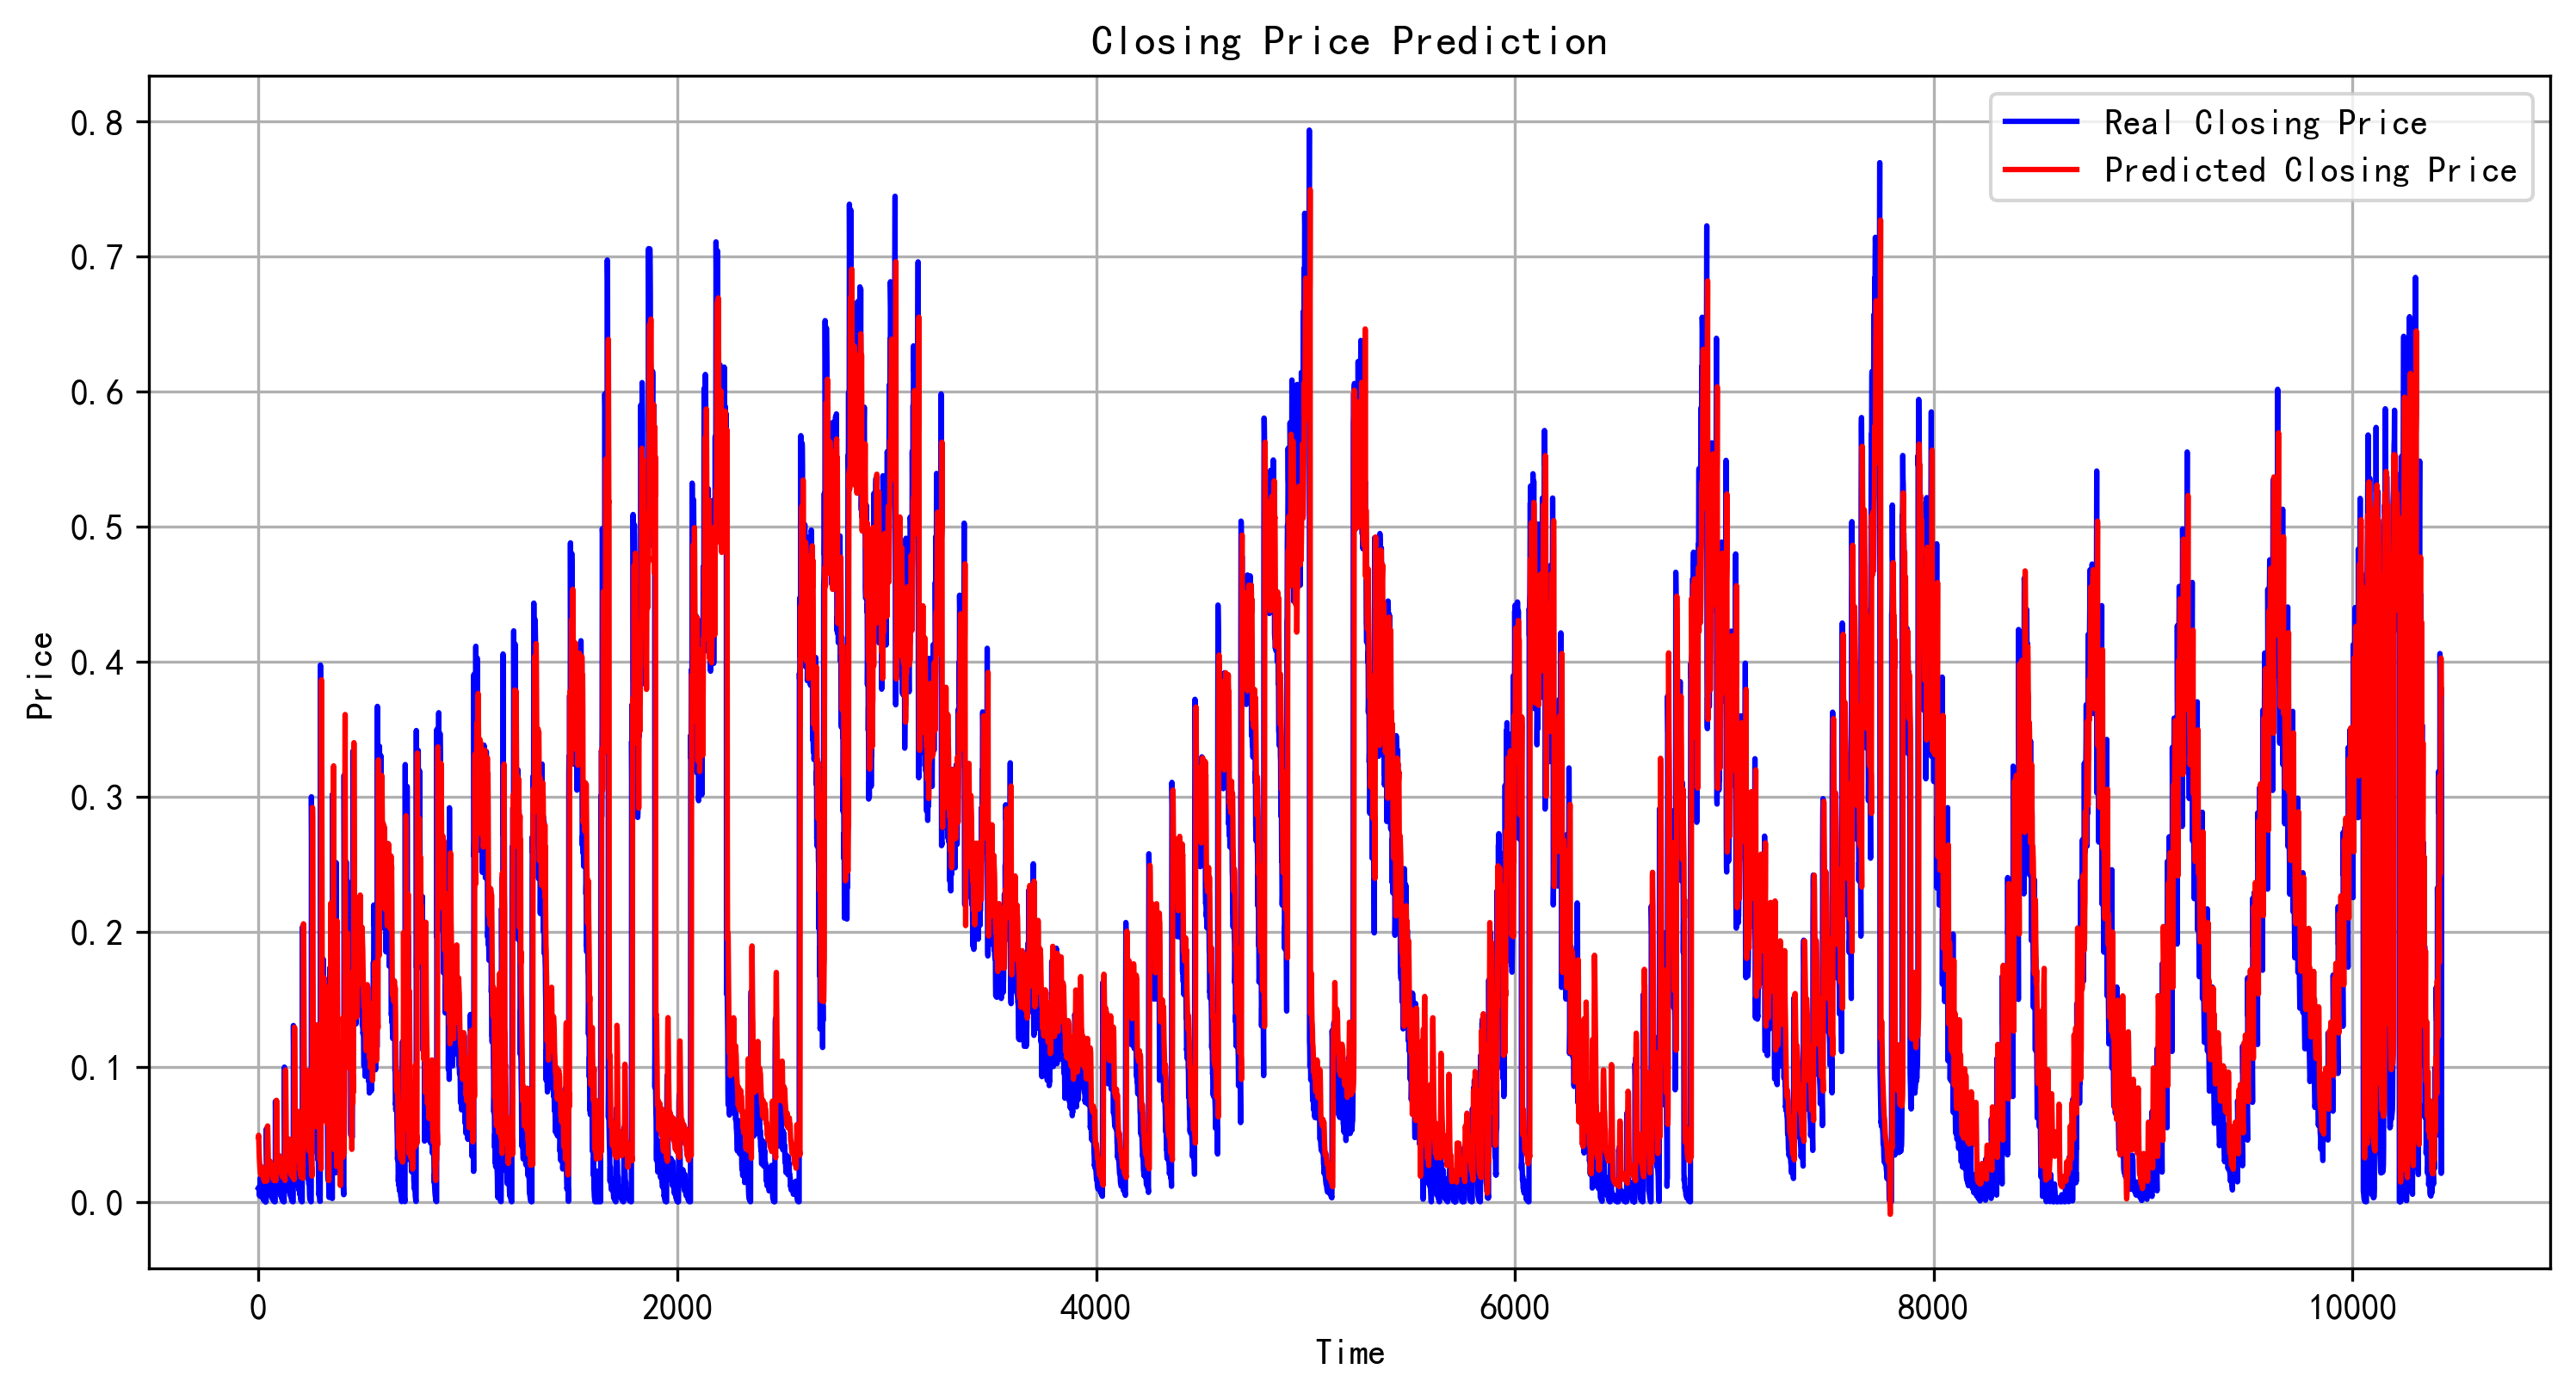 Closing Price Prediction
Real Closing Price
Predicted Closing Price
0.8
0.7
0.6
0.5
0.4
0.3
0.2
0.1
0.0
Price
0 2000 4000 6000 8000 10000
Time